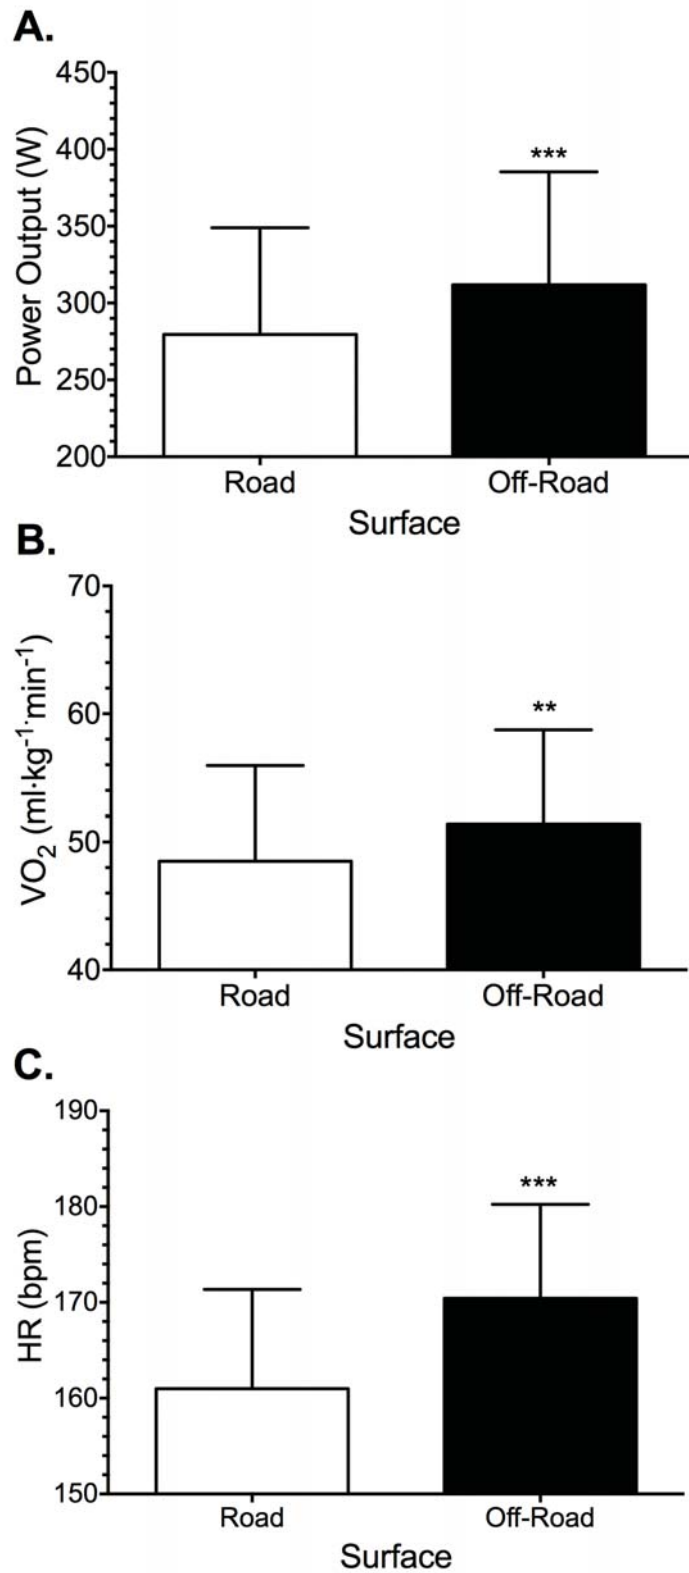 A.
450
400
350
300
250
200
Power Output (W)
***
Road Off-Road
Surface
B.
70
60
50
40
VO₂ (ml·kg⁻¹·min⁻¹)
**
Road Off-Road
Surface
C.
190
180
170
160
150
HR (bpm)
***
Road Off-Road
Surface